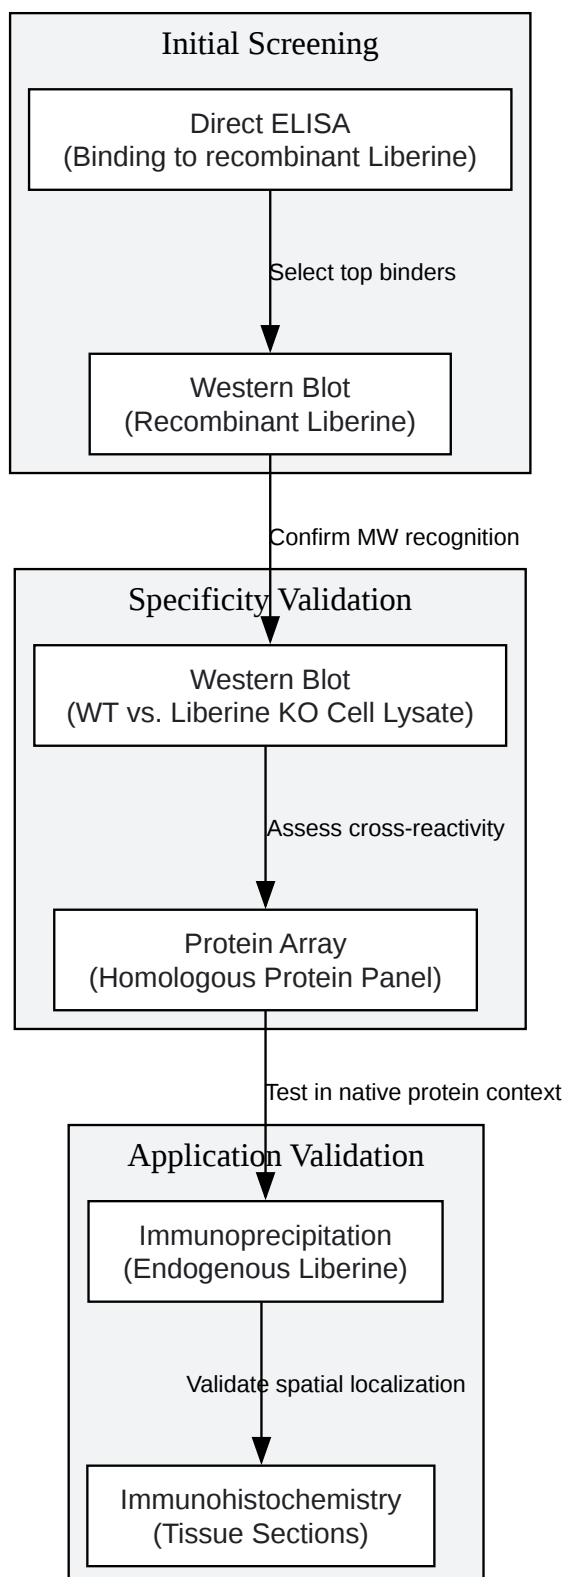 Initial Screening
Direct ELISA
(Binding to recombinant Liberine)
Select top binders
Western Blot
(Recombinant Liberine)
Confirm MW recognition
Specificity Validation
Western Blot
(WT vs. Liberine KO Cell Lysate)
Assess cross-reactivity
Protein Array
(Homologous Protein Panel)
Test in native protein context
Application Validation
Immunoprecipitation
(Endogenous Liberine)
Validate spatial localization
Immunohistochemistry
(Tissue Sections)